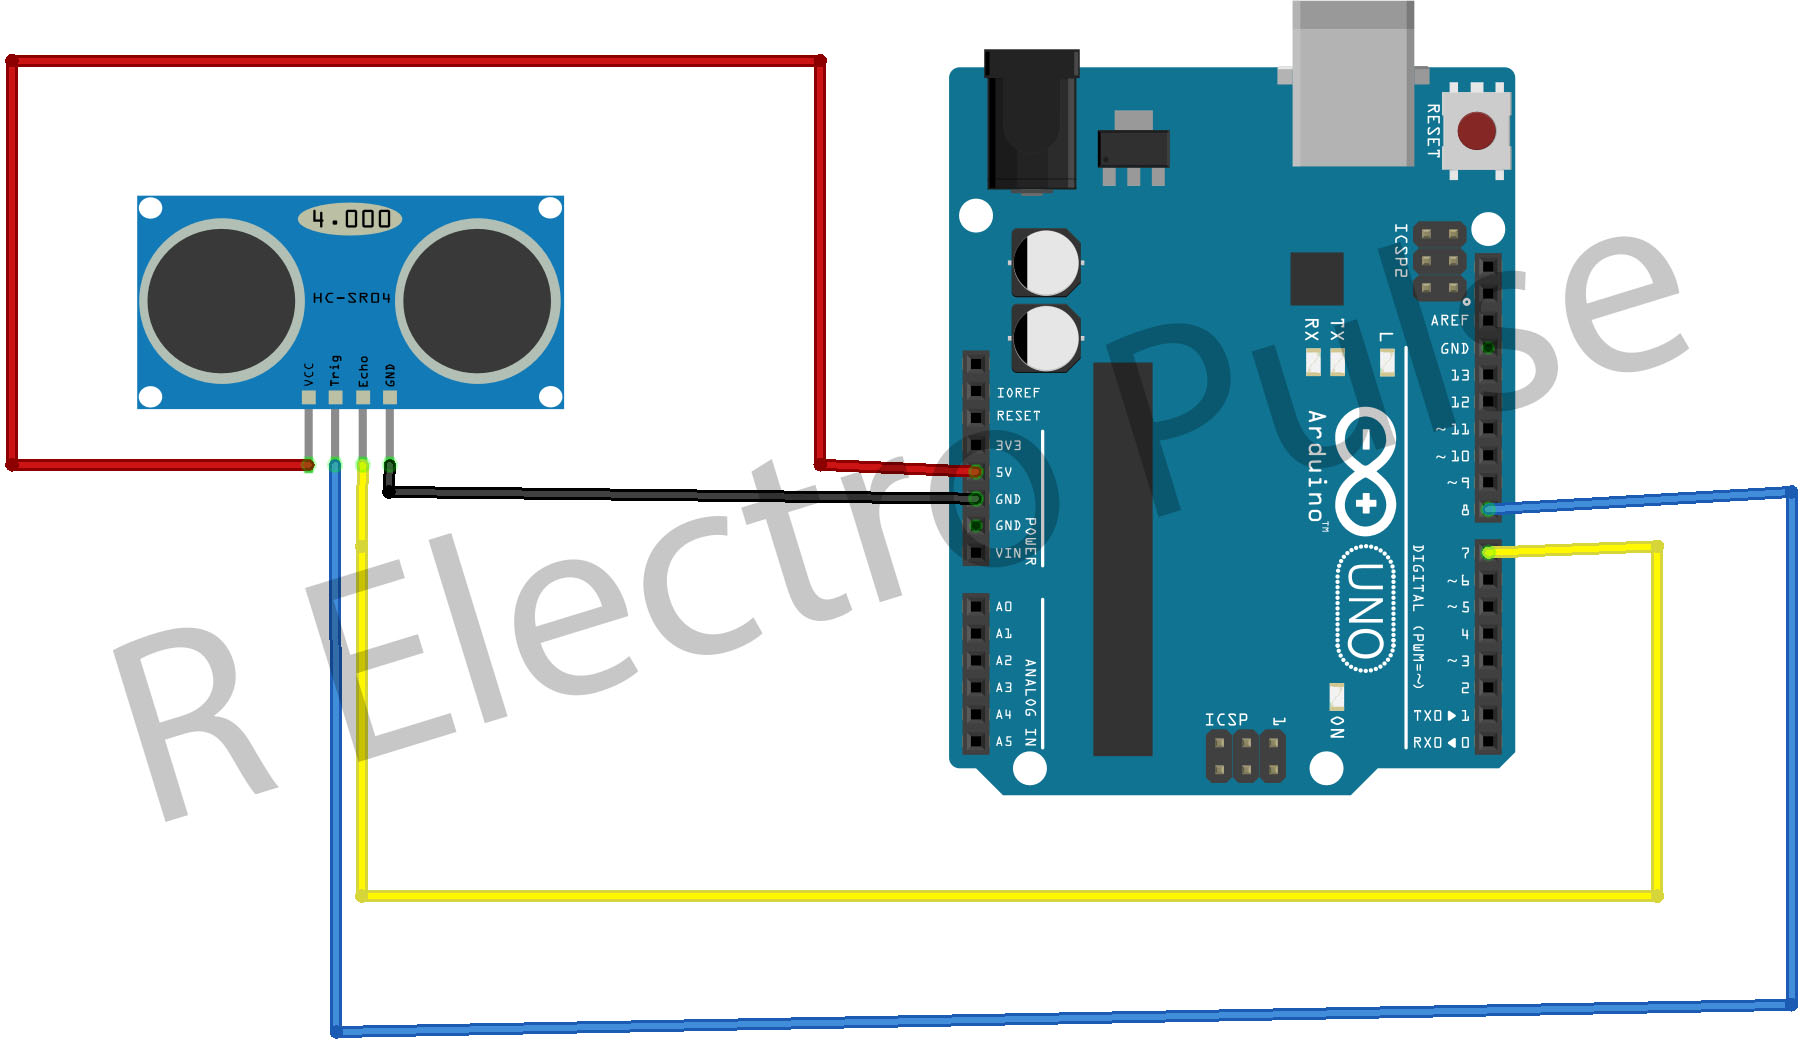 4.000
HC-SR04
VCC
Trig
Echo
GND
RESET
ICSP2
AREF
GND
13
12
~11
~10
~9
8
7
~6
~5
4
~3
2
TX0▶1
RX0◀0
DIGITAL (PWM=~)
RX
TX
L
Arduino™
UNO
ON
ICSP
1
IOREF
RESET
3V3
5V
GND
GND
VIN
POWER
A0
A1
A2
A3
A4
A5
ANALOG IN
R Electro Pulse